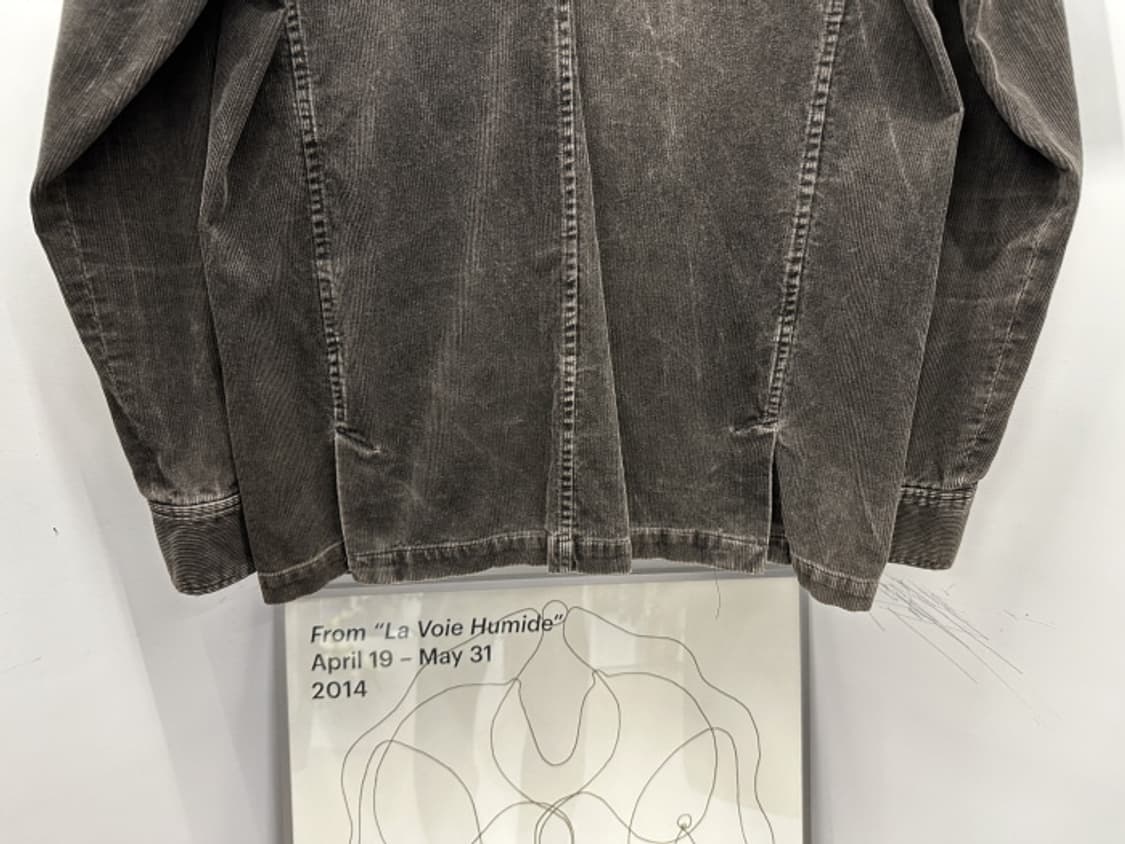 From “La Voie Humide”
April 19 – May 31
2014